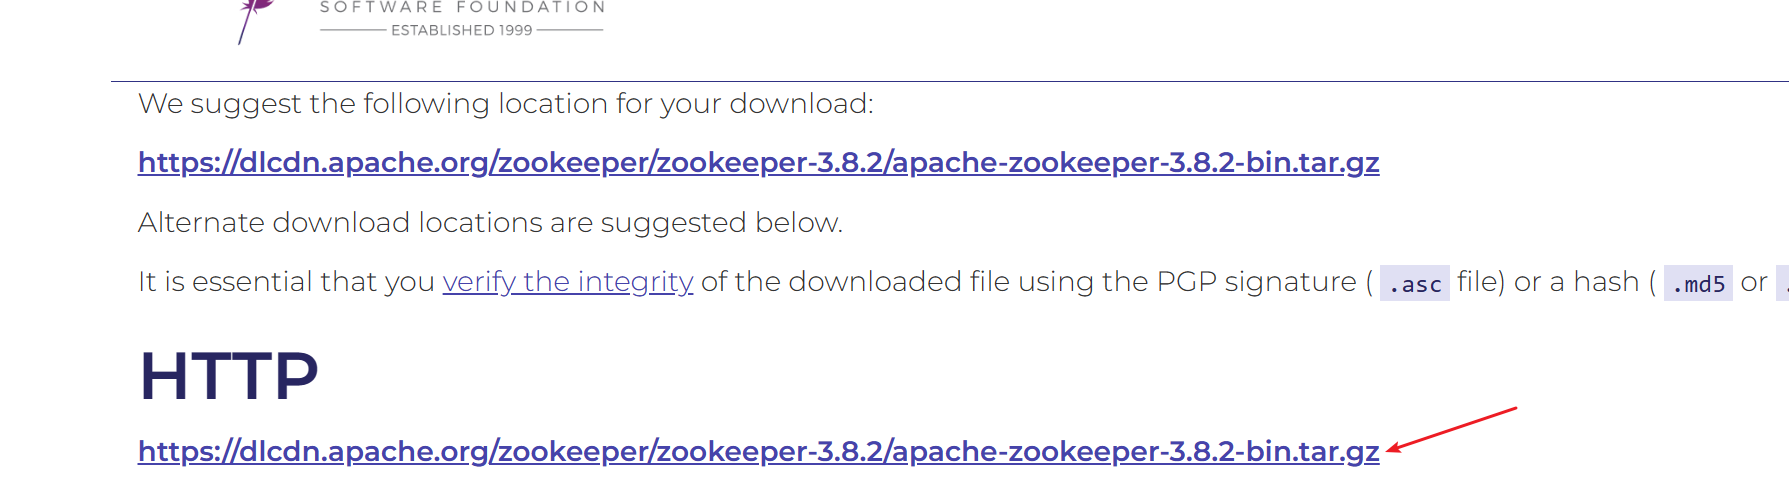 SOFTWARE FOUNDATION
ESTABLISHED 1999
We suggest the following location for your download:
https://dlcdn.apache.org/zookeeper/zookeeper-3.8.2/apache-zookeeper-3.8.2-bin.tar.gz
Alternate download locations are suggested below.
It is essential that you verify the integrity of the downloaded file using the PGP signature ( .asc file) or a hash ( .md5 or .
HTTP
https://dlcdn.apache.org/zookeeper/zookeeper-3.8.2/apache-zookeeper-3.8.2-bin.tar.gz